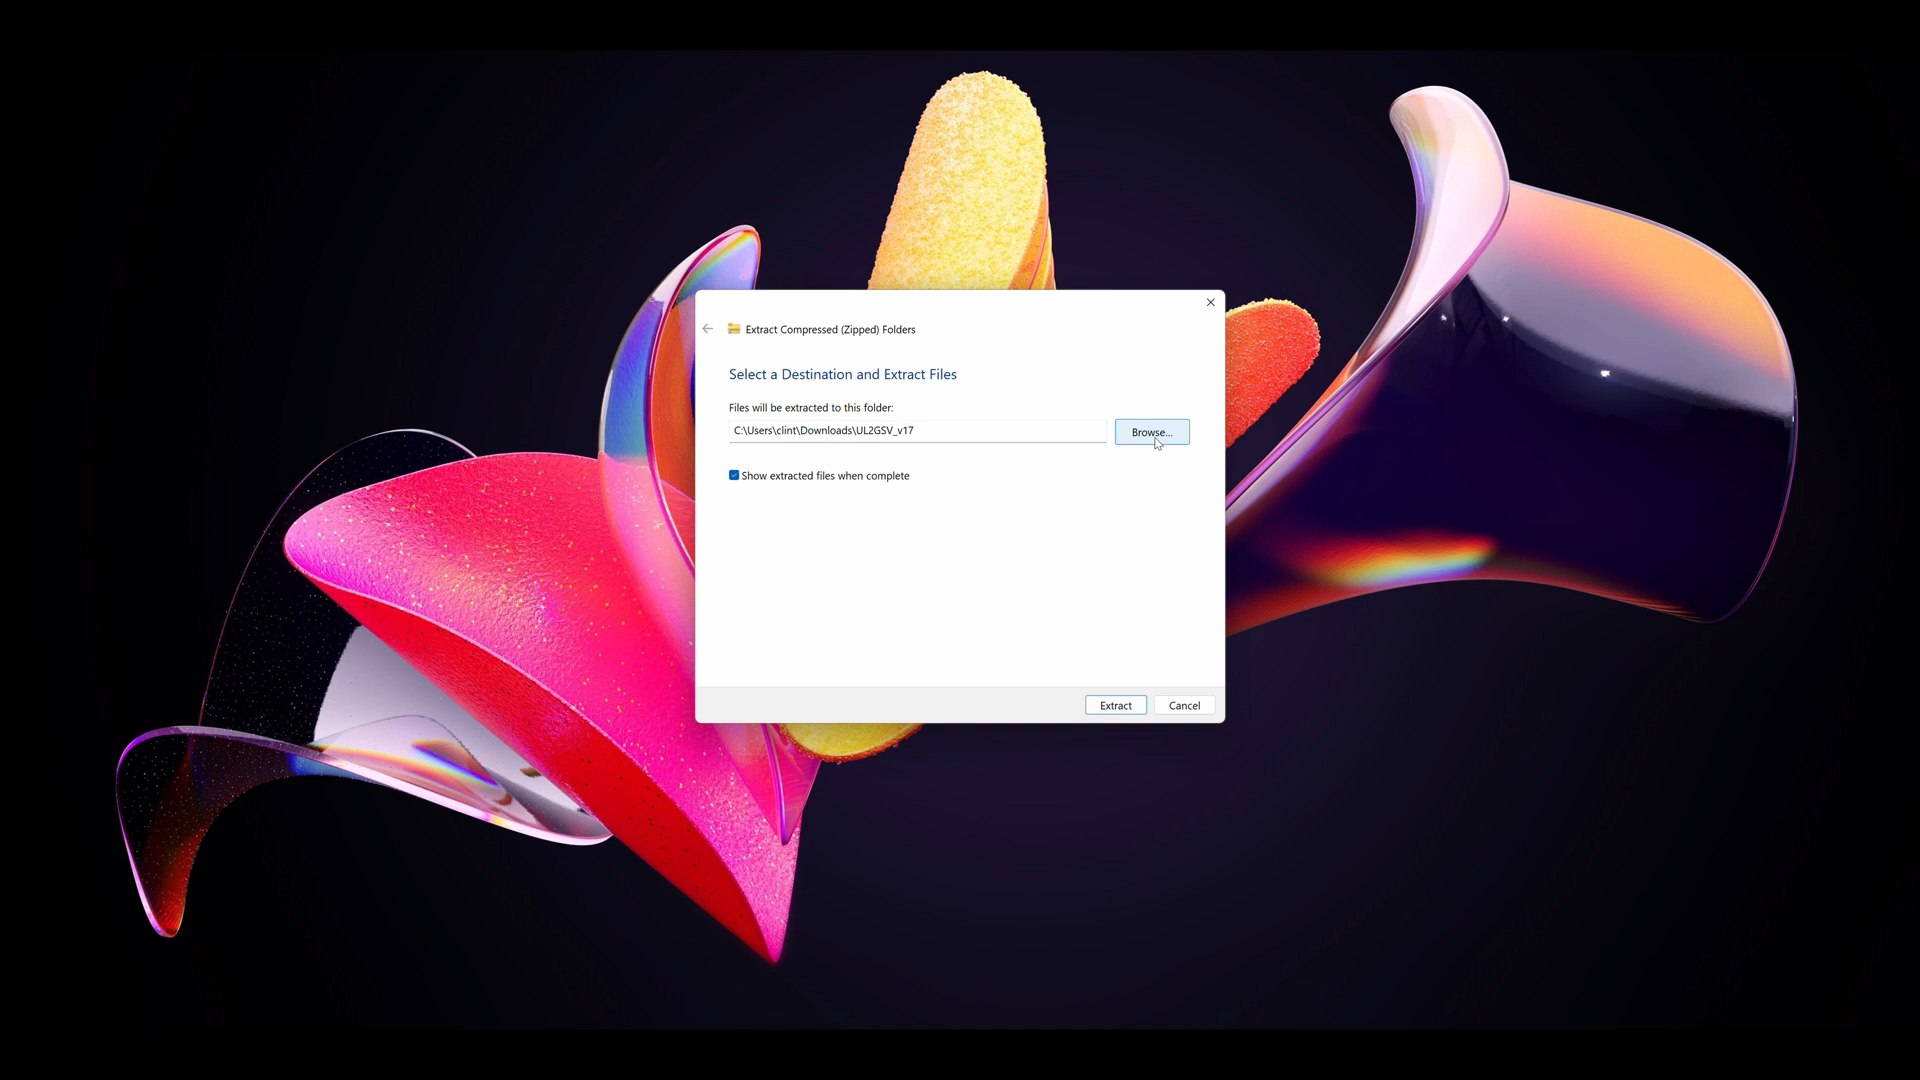 Extract Compressed (Zipped) Folders
Select a Destination and Extract Files
Files will be extracted to this folder:
C:\Users\clint\Downloads\UL2GSV_v17
Browse...
Show extracted files when complete
Extract
Cancel